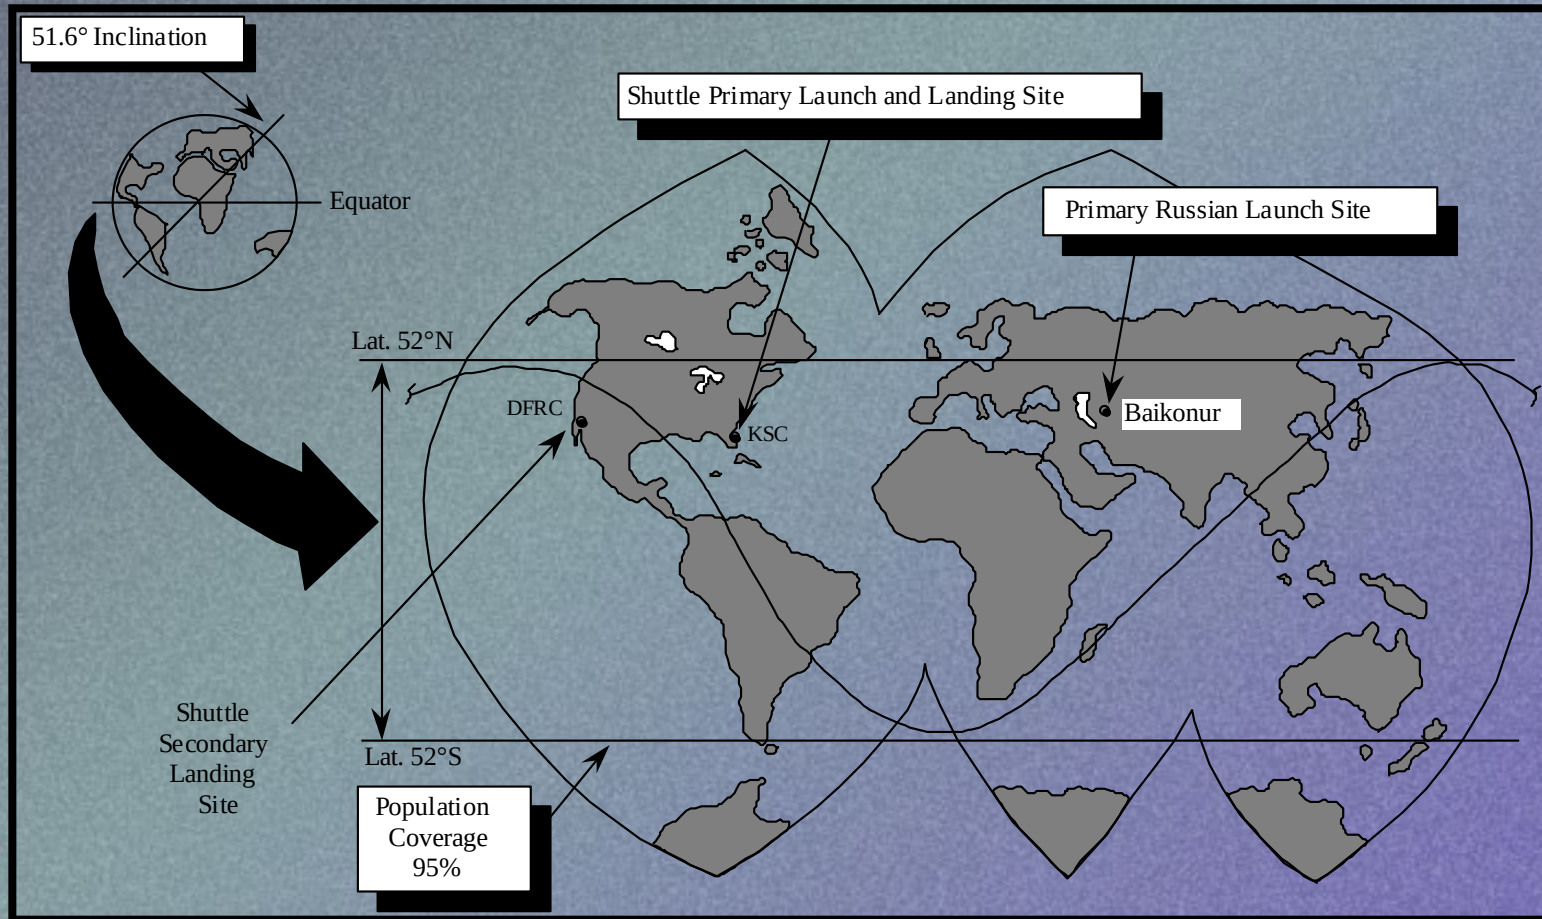 51.6° Inclination
Shuttle Primary Launch and Landing Site
Equator
Primary Russian Launch Site
Lat. 52°N
DFRC
KSC
Baikonur
Shuttle
Secondary
Landing
Site
Lat. 52°S
Population
Coverage
95%